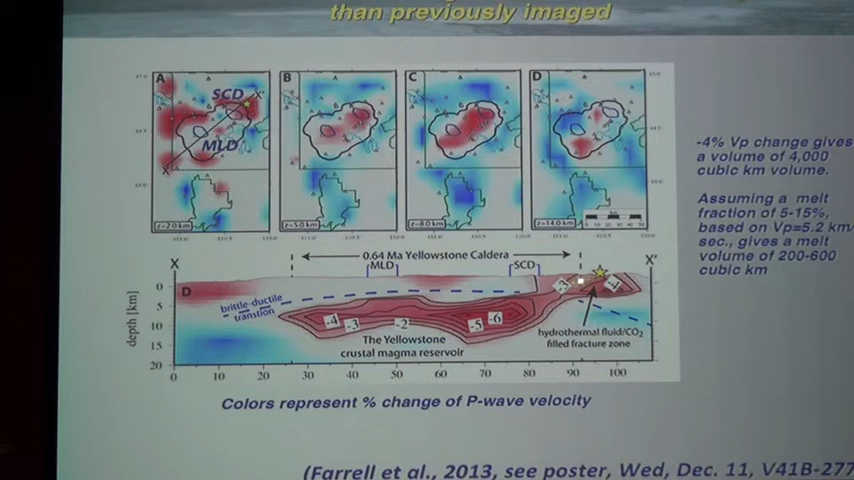 than previously imaged
A
SCD
X'
MLD
X
z=2.0 km
B
z=5.0 km
C
z=8.0 km
D
z=14.0 km
-4% Vp change gives
a volume of 4,000
cubic km volume.
Assuming a melt
fraction of 5-15%,
based on Vp=5.2 km/
sec., gives a melt
volume of 200-600
cubic km
X
0.64 Ma Yellowstone Caldera
X'
MLD
SCD
D
brittle-ductile
transtion
-4
-3
-2
-5
-6
The Yellowstone
crustal magma reservoir
hydrothermal fluid/CO2
filled fracture zone
depth [km]
0
5
10
15
20
0
10
20
30
40
50
60
70
80
90
100
Colors represent % change of P-wave velocity
(Farrell et al., 2013, see poster, Wed, Dec. 11, V41B-277